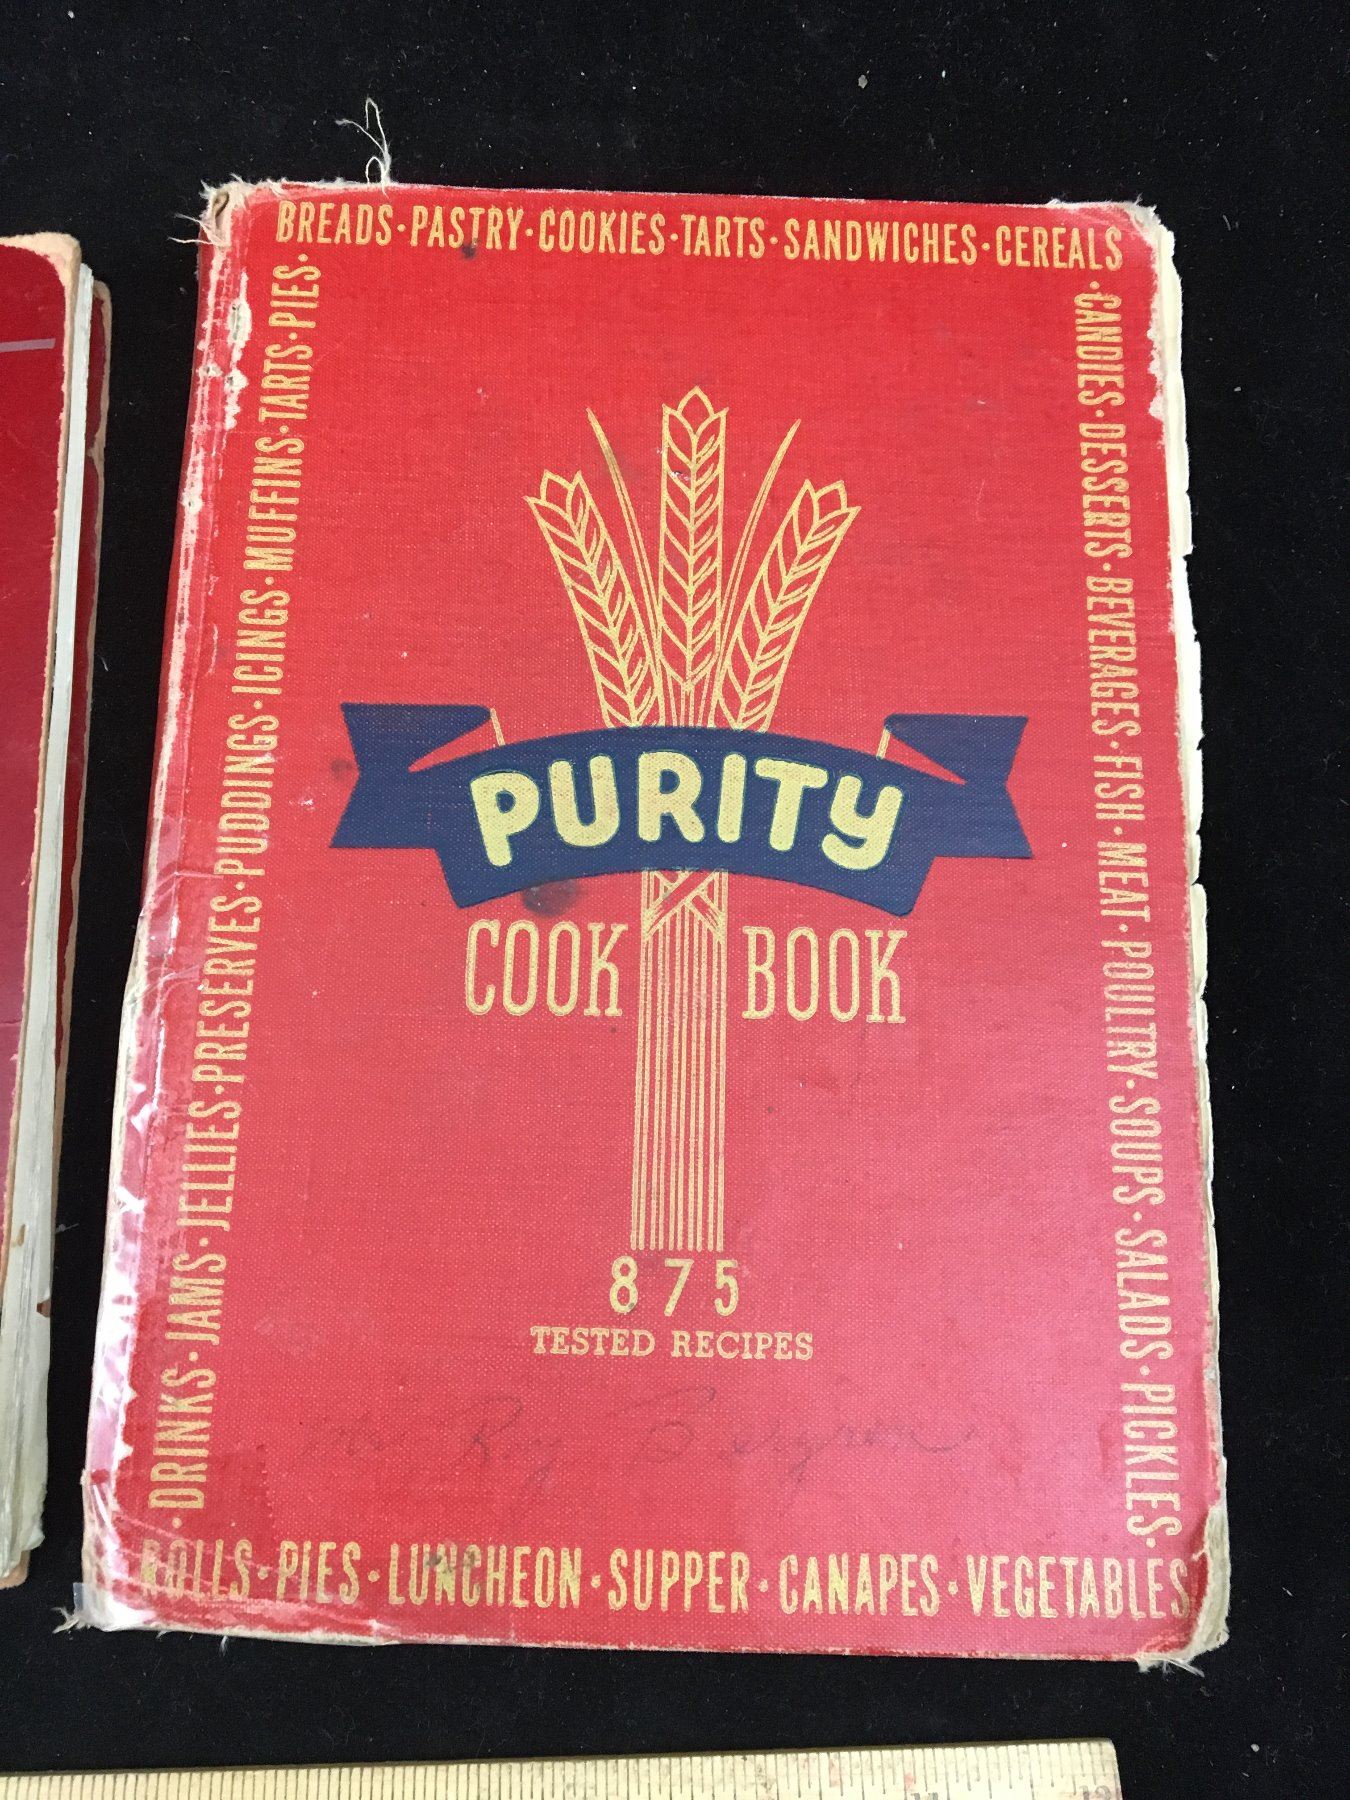 BREADS·PASTRY·COOKIES·TARTS·SANDWICHES·CEREALS
·CANDIES·DESSERTS·BEVERAGES·FISH·MEAT·POULTRY·SOUPS·SALADS·PICKLES·
·DRINKS·JAMS·JELLIES·PRESERVES·PUDDINGS·ICINGS·MUFFINS·TARTS·PIES·
PURITY
COOK BOOK
875
TESTED RECIPES
ROLLS·PIES·LUNCHEON·SUPPER·CANAPES·VEGETABLES